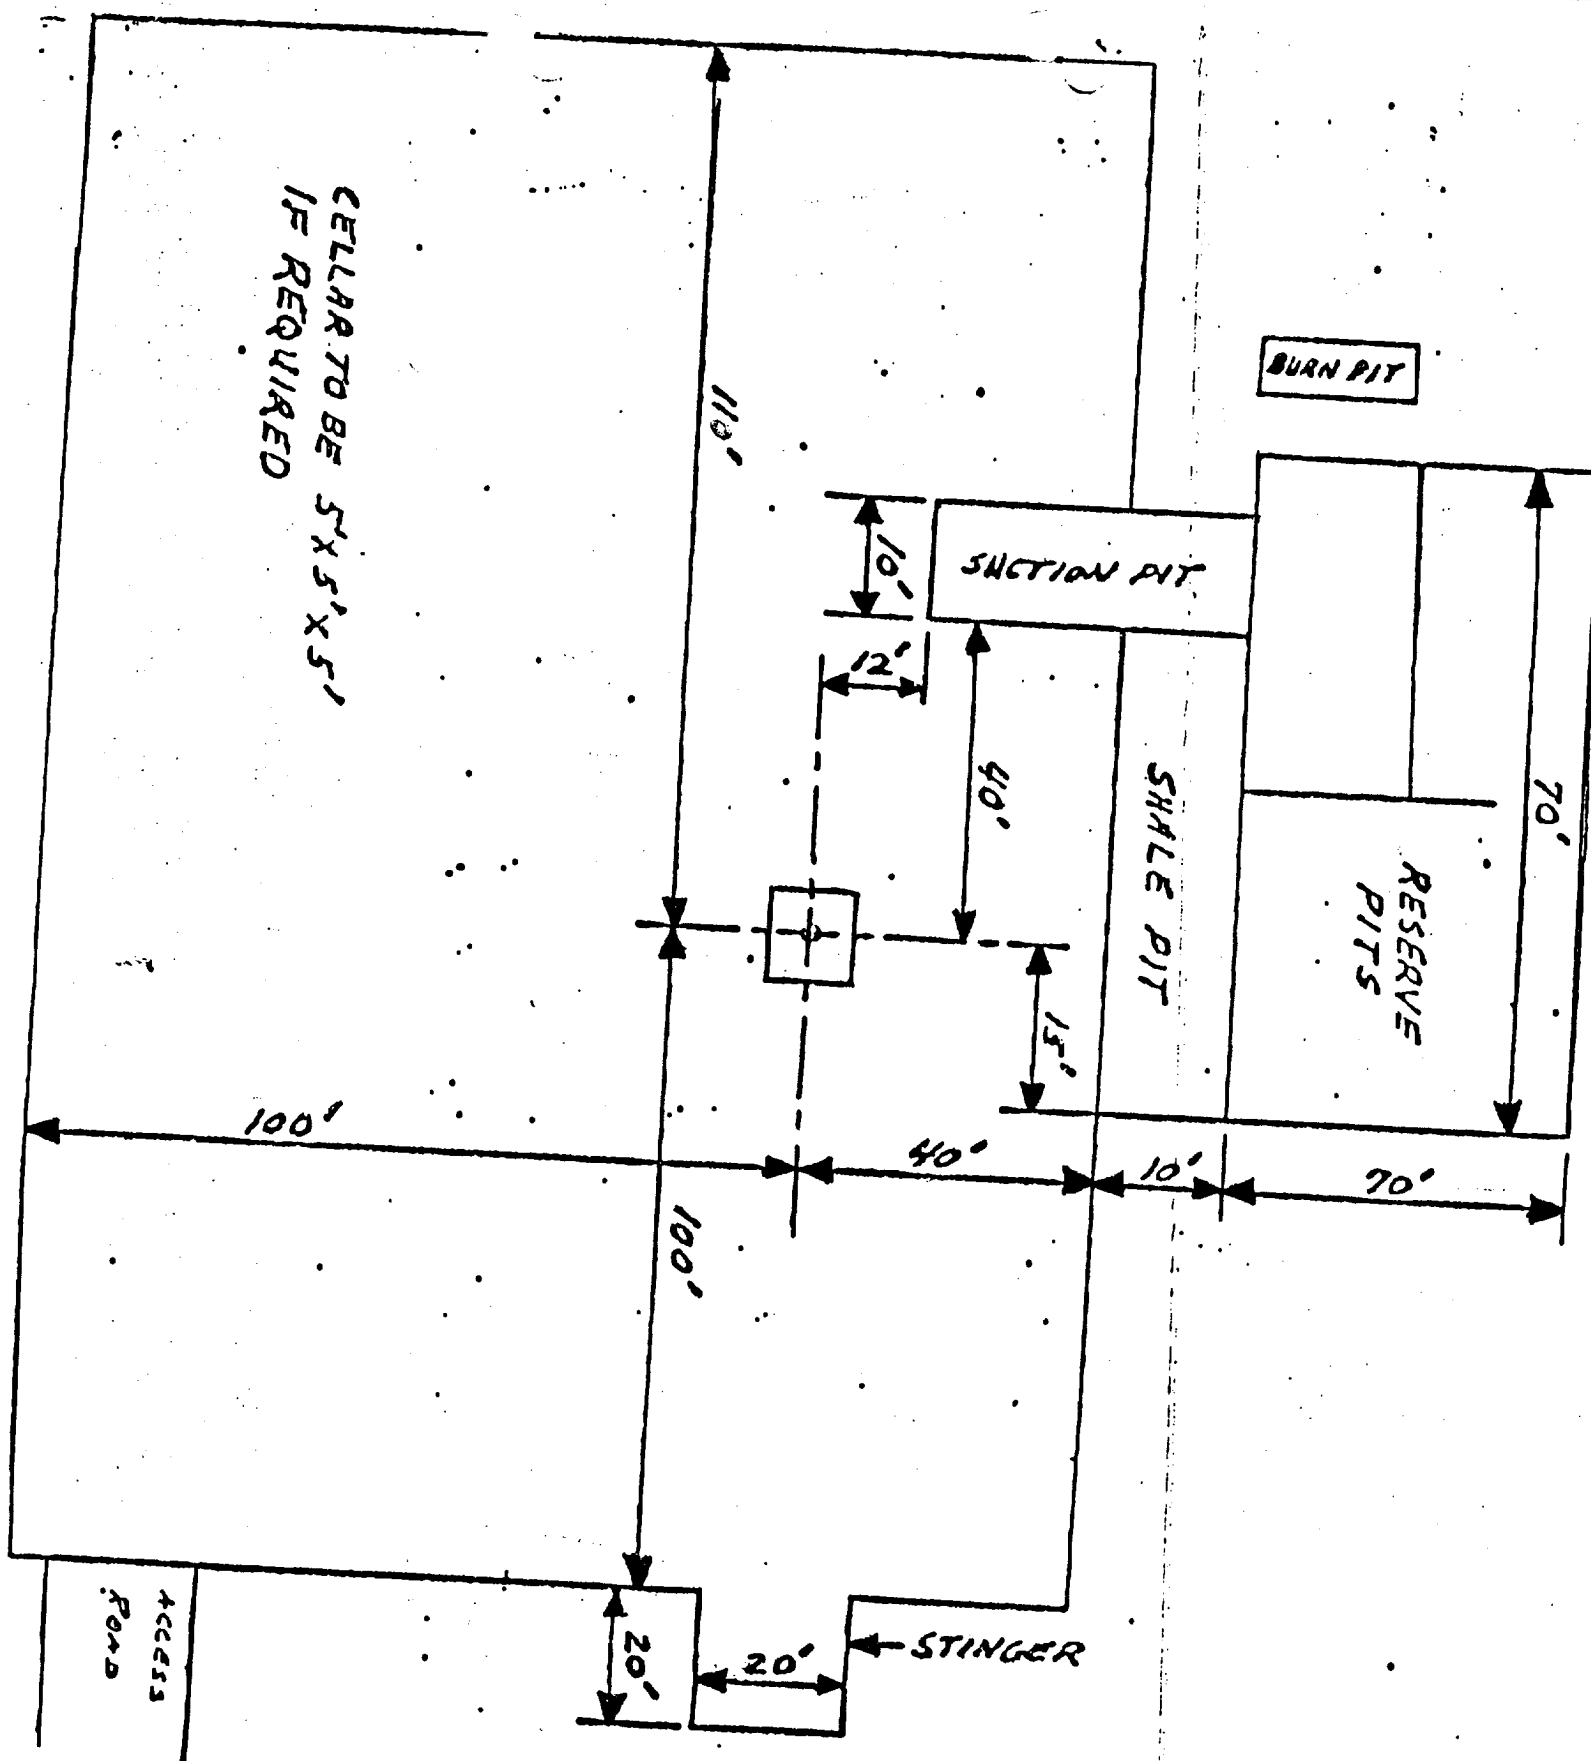 BURN PIT
CELLAR TO BE 5'X5'X5'
IF REQUIRED
110'
10'
SUCTION PIT
12'
40'
70'
SHALE PIT
RESERVE
PITS
15'
100'
40'
10'
70'
100'
20'
20'
STINGER
ACCESS
ROAD